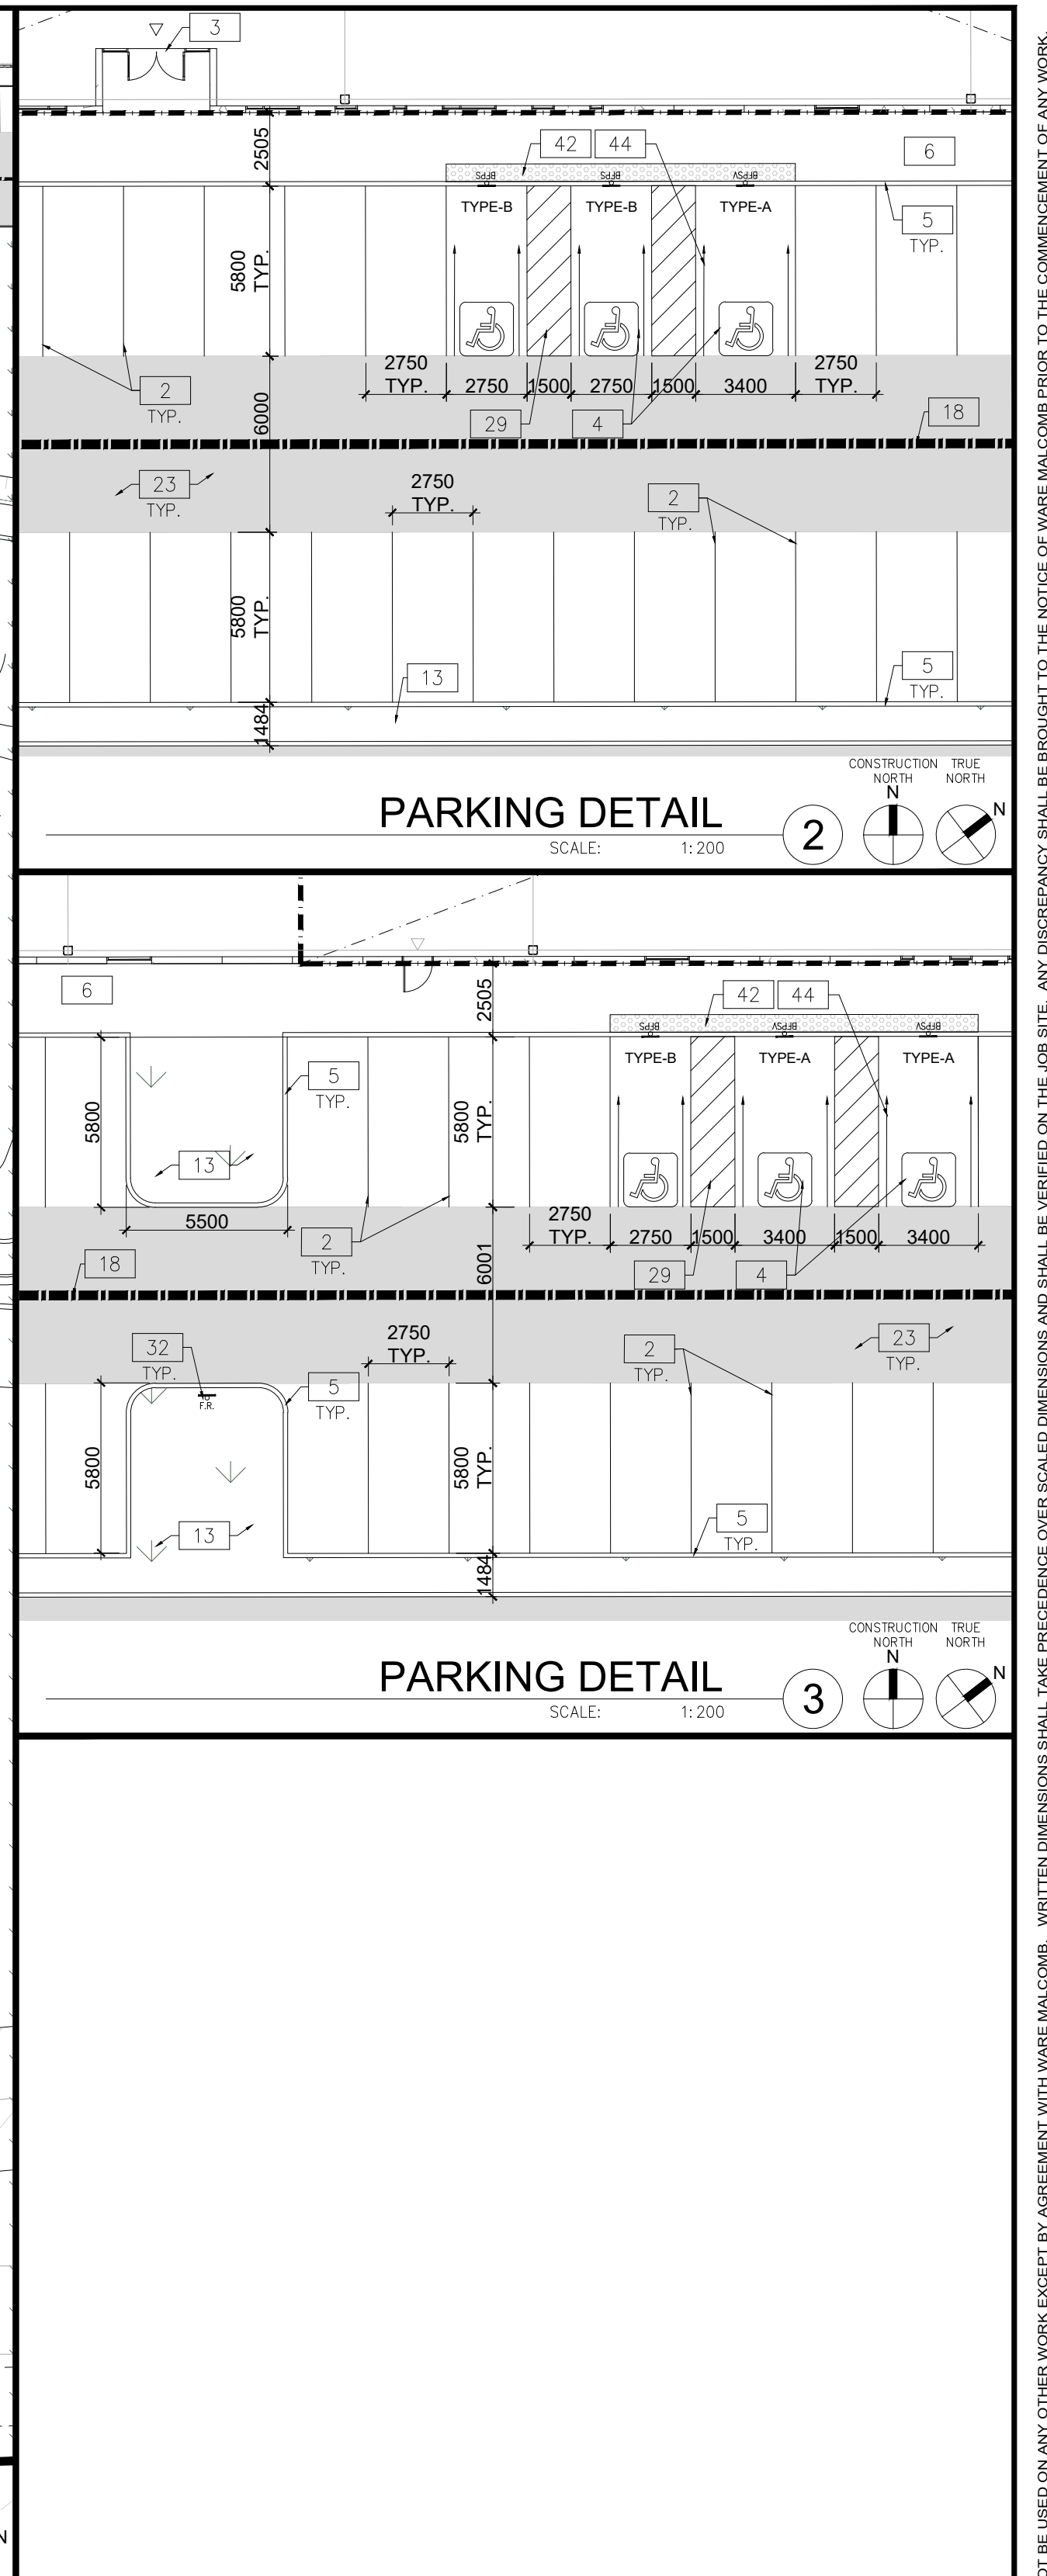 3
2505
42
44
6
BFPS
BFPS
BFPSV
TYPE-B
TYPE-B
TYPE-A
5
TYP.
5800
TYP.
2750
TYP.
2750
1500
2750
1500
3400
2750
TYP.
2
TYP.
6000
29
4
18
23
TYP.
2750
TYP.
2
TYP.
5800
TYP.
13
5
TYP.
1484
CONSTRUCTION
NORTH
TRUE
NORTH
N
N
PARKING DETAIL
SCALE: 1:200
2
6
2505
42
44
BFPS
BFPSV
BFPSV
TYPE-B
TYPE-A
TYPE-A
5
TYP.
5800
5800
TYP.
13
5500
2
TYP.
2750
TYP.
2750
1500
3400
1500
3400
18
6001
29
4
32
TYP.
F.R.
2750
TYP.
2
TYP.
23
TYP.
5
TYP.
5800
5800
TYP.
13
5
TYP.
1484
CONSTRUCTION
NORTH
TRUE
NORTH
N
N
PARKING DETAIL
SCALE: 1:200
3
N
OT BE USED ON ANY OTHER WORK EXCEPT BY AGREEMENT WITH WARE MALCOMB. WRITTEN DIMENSIONS SHALL TAKE PRECEDENCE OVER SCALED DIMENSIONS AND SHALL BE VERIFIED ON THE JOB SITE. ANY DISCREPANCY SHALL BE BROUGHT TO THE NOTICE OF WARE MALCOMB PRIOR TO THE COMMENCEMENT OF ANY WORK.